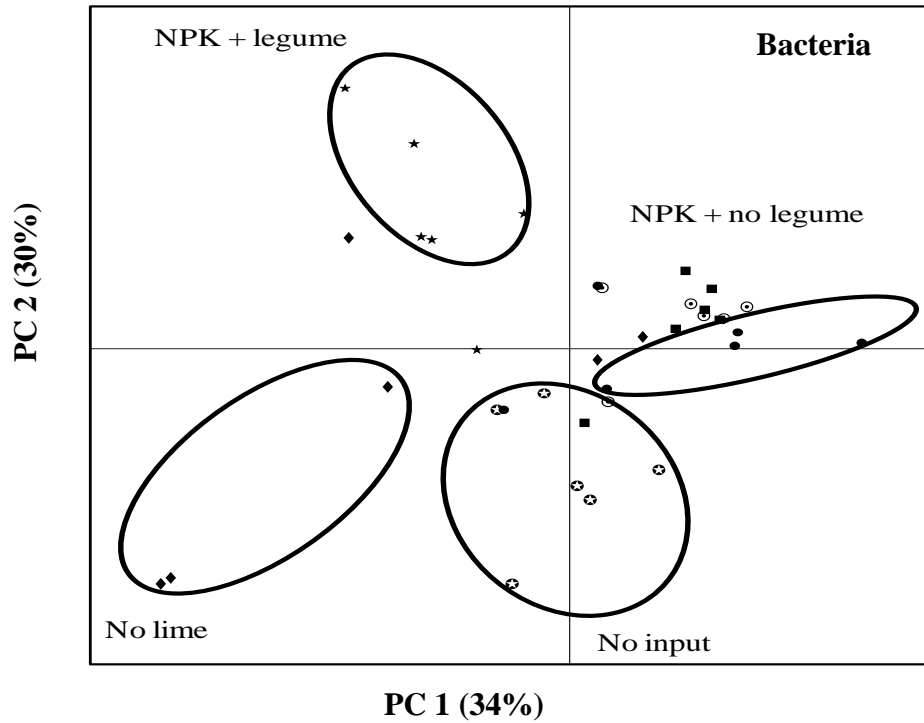 NPK + legume
Bacteria
NPK + no legume
PC 2 (30%)
No lime
No input
PC 1 (34%)